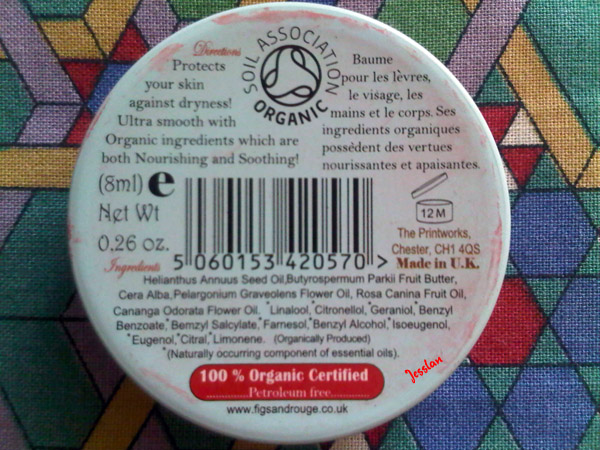 SOIL ASSOCIATION
ORGANIC
Directions
Protects
your skin
against dryness!
Ultra smooth with
Organic ingredients which are
both Nourishing and Soothing!
Baume
pour les lèvres,
le visage, les
mains et le corps. Ses
ingredients organiques
possèdent des vertues
nourissantes et apaisantes.
(8ml) e
Net Wt
0.26 oz.
5 060153 420570 >
12 M
The Printworks,
Chester, CH1 4QS
Made in U.K.
Ingredients
Helianthus Annuus Seed Oil,Butyrospermum Parkii Fruit Butter,
Cera Alba,Pelargonium Graveolens Flower Oil, Rosa Canina Fruit Oil,
Cananga Odorata Flower Oil, *Linalool,*Citronellol,*Geraniol,*Benzyl
Benzoate,*Bemzyl Salcylate,*Farnesol,*Benzyl Alcohol,*Isoeugenol,
*Eugenol,*Citral,*Limonene. (Organically Produced)
*(Naturally occurring component of essential oils).
100 % Organic Certified
Petroleum free
www.figsandrouge.co.uk
Jesslan